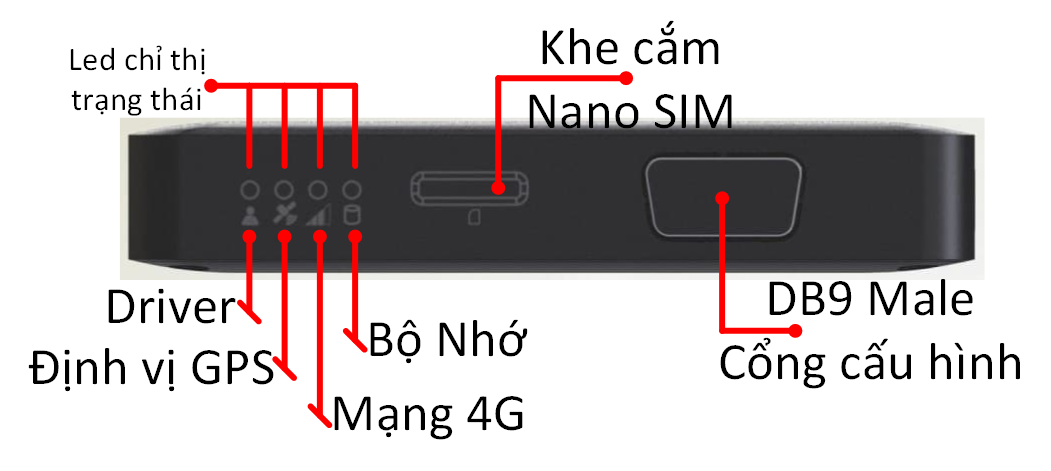 Led chỉ thị
trạng thái
Khe cắm
Nano SIM
Driver
Định vị GPS
Mạng 4G
Bộ Nhớ
DB9 Male
Cổng cấu hình